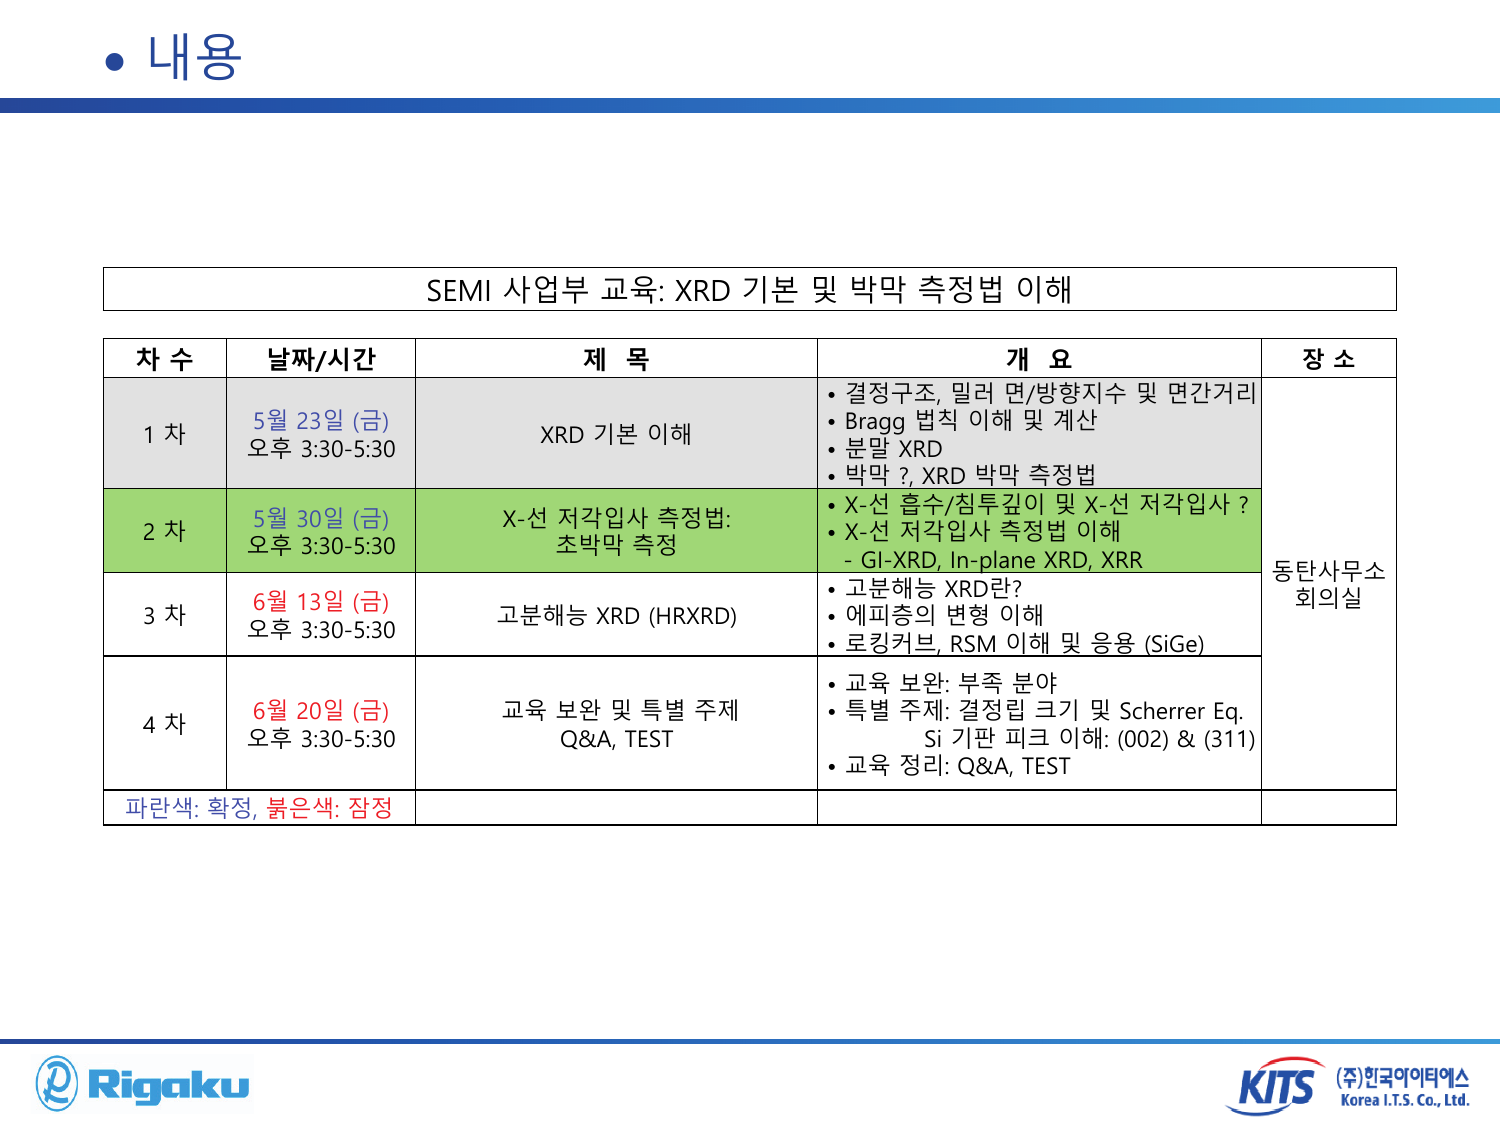 • 내용
SEMI 사업부 교육: XRD 기본 및 박막 측정법 이해
차 수
날짜/시간
제 목
개 요
장 소
1 차
5월 23일 (금)
오후 3:30-5:30
XRD 기본 이해
• 결정구조, 밀러 면/방향지수 및 면간거리
• Bragg 법칙 이해 및 계산
• 분말 XRD
• 박막 ?, XRD 박막 측정법
2 차
5월 30일 (금)
오후 3:30-5:30
X-선 저각입사 측정법:
초박막 측정
• X-선 흡수/침투깊이 및 X-선 저각입사 ?
• X-선 저각입사 측정법 이해
- GI-XRD, In-plane XRD, XRR
동탄사무소
회의실
3 차
6월 13일 (금)
오후 3:30-5:30
고분해능 XRD (HRXRD)
• 고분해능 XRD란?
• 에피층의 변형 이해
• 로킹커브, RSM 이해 및 응용 (SiGe)
4 차
6월 20일 (금)
오후 3:30-5:30
교육 보완 및 특별 주제
Q&A, TEST
• 교육 보완: 부족 분야
• 특별 주제: 결정립 크기 및 Scherrer Eq.
Si 기판 피크 이해: (002) & (311)
• 교육 정리: Q&A, TEST
파란색: 확정, 붉은색: 잠정
Rigaku
KITS
(주)한국아이티에스
Korea I.T.S. Co., Ltd.